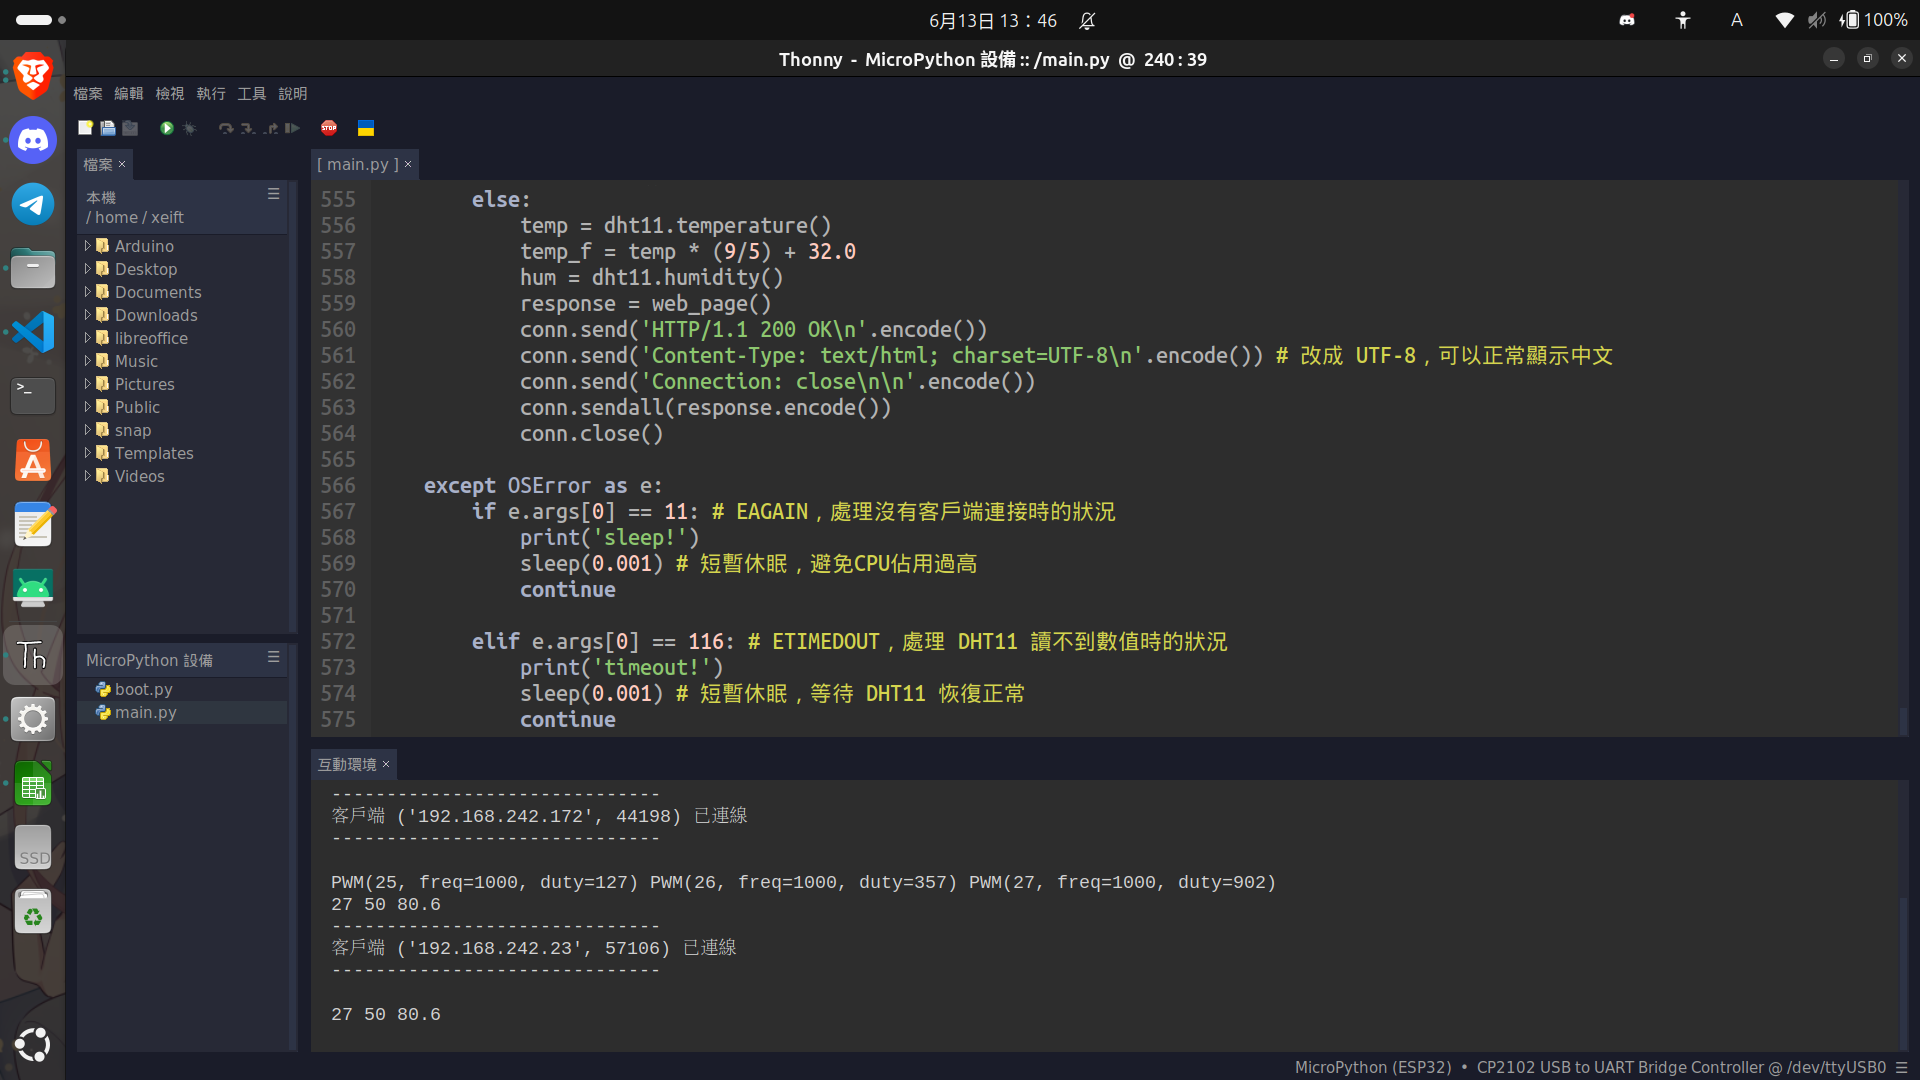 6月13日 13：46
A
100%
Thonny - MicroPython 設備 :: /main.py @ 240 : 39
檔案 編輯 檢視 執行 工具 說明
STOP
檔案 ×
本機
/ home / xeift
Arduino
Desktop
Documents
Downloads
libreoffice
Music
Pictures
Public
snap
Templates
Videos
MicroPython 設備
boot.py
main.py
>_
Th
SSD
[ main.py ] ×
555 else:
556 temp = dht11.temperature()
557 temp_f = temp * (9/5) + 32.0
558 hum = dht11.humidity()
559 response = web_page()
560 conn.send('HTTP/1.1 200 OK\n'.encode())
561 conn.send('Content-Type: text/html; charset=UTF-8\n'.encode()) # 改成 UTF-8，可以正常顯示中文
562 conn.send('Connection: close\n\n'.encode())
563 conn.sendall(response.encode())
564 conn.close()
565
566 except OSError as e:
567 if e.args[0] == 11: # EAGAIN，處理沒有客戶端連接時的狀況
568 print('sleep!')
569 sleep(0.001) # 短暫休眠，避免CPU佔用過高
570 continue
571
572 elif e.args[0] == 116: # ETIMEDOUT，處理 DHT11 讀不到數值時的狀況
573 print('timeout!')
574 sleep(0.001) # 短暫休眠，等待 DHT11 恢復正常
575 continue
互動環境 ×
------------------------------
客戶端 ('192.168.242.172', 44198) 已連線
------------------------------
PWM(25, freq=1000, duty=127) PWM(26, freq=1000, duty=357) PWM(27, freq=1000, duty=902)
27 50 80.6
------------------------------
客戶端 ('192.168.242.23', 57106) 已連線
------------------------------
27 50 80.6
MicroPython (ESP32) • CP2102 USB to UART Bridge Controller @ /dev/ttyUSB0